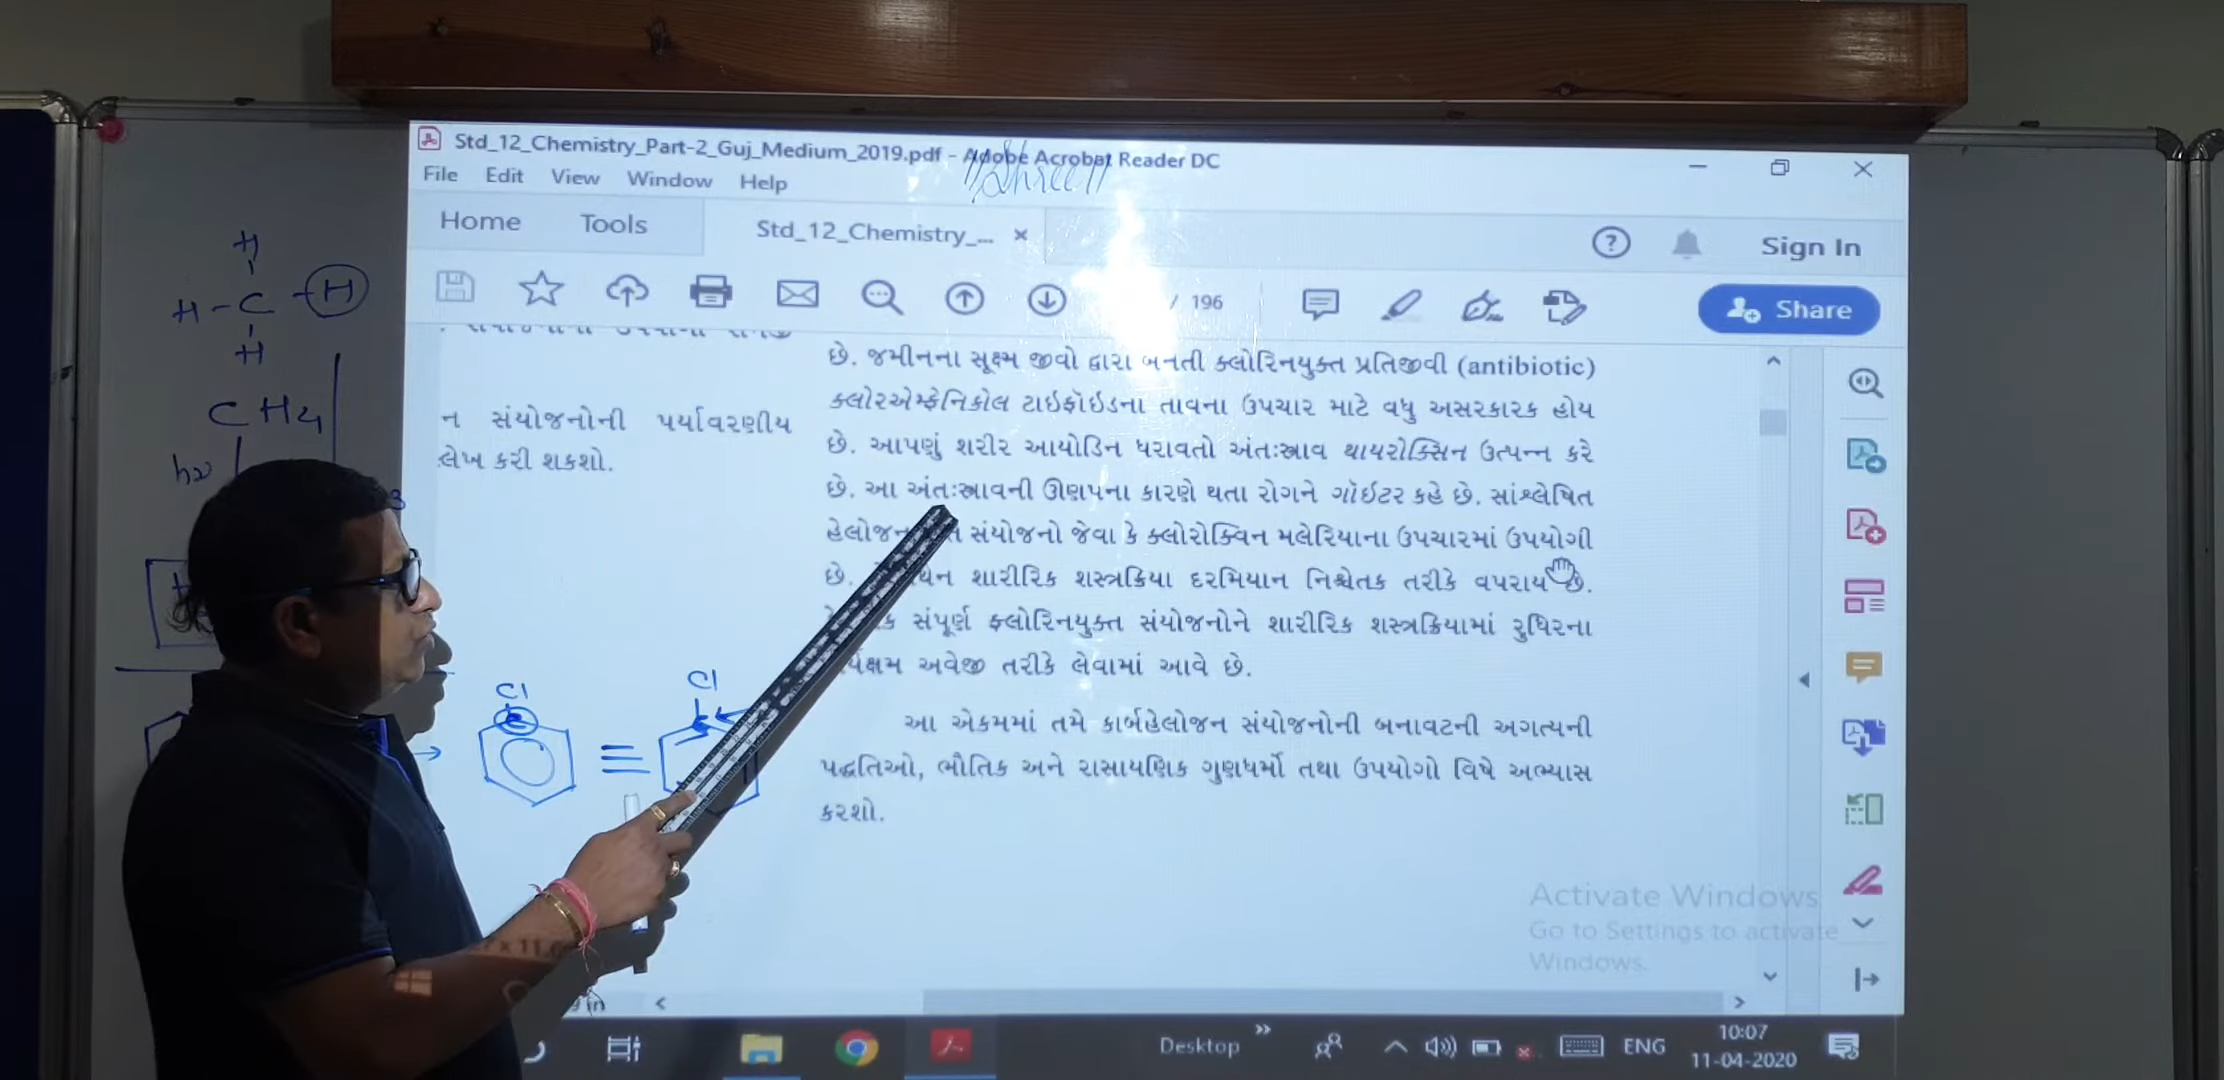 Std_12_Chemistry_Part-2_Guj_Medium_2019.pdf - Adobe Acrobat Reader DC
//Shree//
File Edit View Window Help
Home Tools Std_12_Chemistry_... ×
? Sign In
/ 196
Share
છે. જમીનના સૂક્ષ્મ જીવો દ્વારા બનતી ક્લોરિનયુક્ત પ્રતિજીવી (antibiotic)
ક્લોરએમ્ફેનિકોલ ટાઇફૉઇડના તાવના ઉપચાર માટે વધુ અસરકારક હોય
છે. આપણું શરીર આયોડિન ધરાવતો અંતઃસ્રાવ થાયરોક્સિન ઉત્પન્ન કરે
છે. આ અંતઃસ્રાવની ઊણપના કારણે થતા રોગને ગૉઇટર કહે છે. સાંશ્લેષિત
સંયોજનો જેવા કે ક્લોરોક્વિન મલેરિયાના ઉપચારમાં ઉપયોગી
છે. શારીરિક શસ્ત્રક્રિયા દરમિયાન નિશ્ચેતક તરીકે વપરાય છે.
સંપૂર્ણ ફ્લોરિનયુક્ત સંયોજનોને શારીરિક શસ્ત્રક્રિયામાં રુધિરના
અવેજી તરીકે લેવામાં આવે છે.
આ એકમમાં તમે કાર્બહેલોજન સંયોજનોની બનાવટની અગત્યની
પદ્ધતિઓ, ભૌતિક અને રાસાયણિક ગુણધર્મો તથા ઉપયોગો વિષે અભ્યાસ
કરશો.
ન સંયોજનોની પર્યાવરણીય
લેખ કરી શકશો.
H
H - C - H
H
CH4
hν
3
Cl
C
≡
Cl
Activate Windows
Go to Settings to activate
Windows.
Desktop » ENG
10:07
11-04-2020